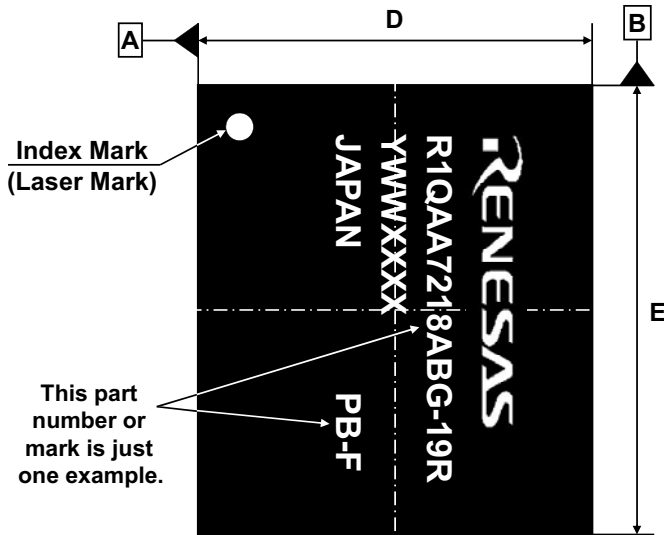 A
D
B
Index Mark
(Laser Mark)
RENESAS
R1QAA7218ABG-19R
YWWXXXX
JAPAN
PB-F
E
This part
number or
mark is just
one example.